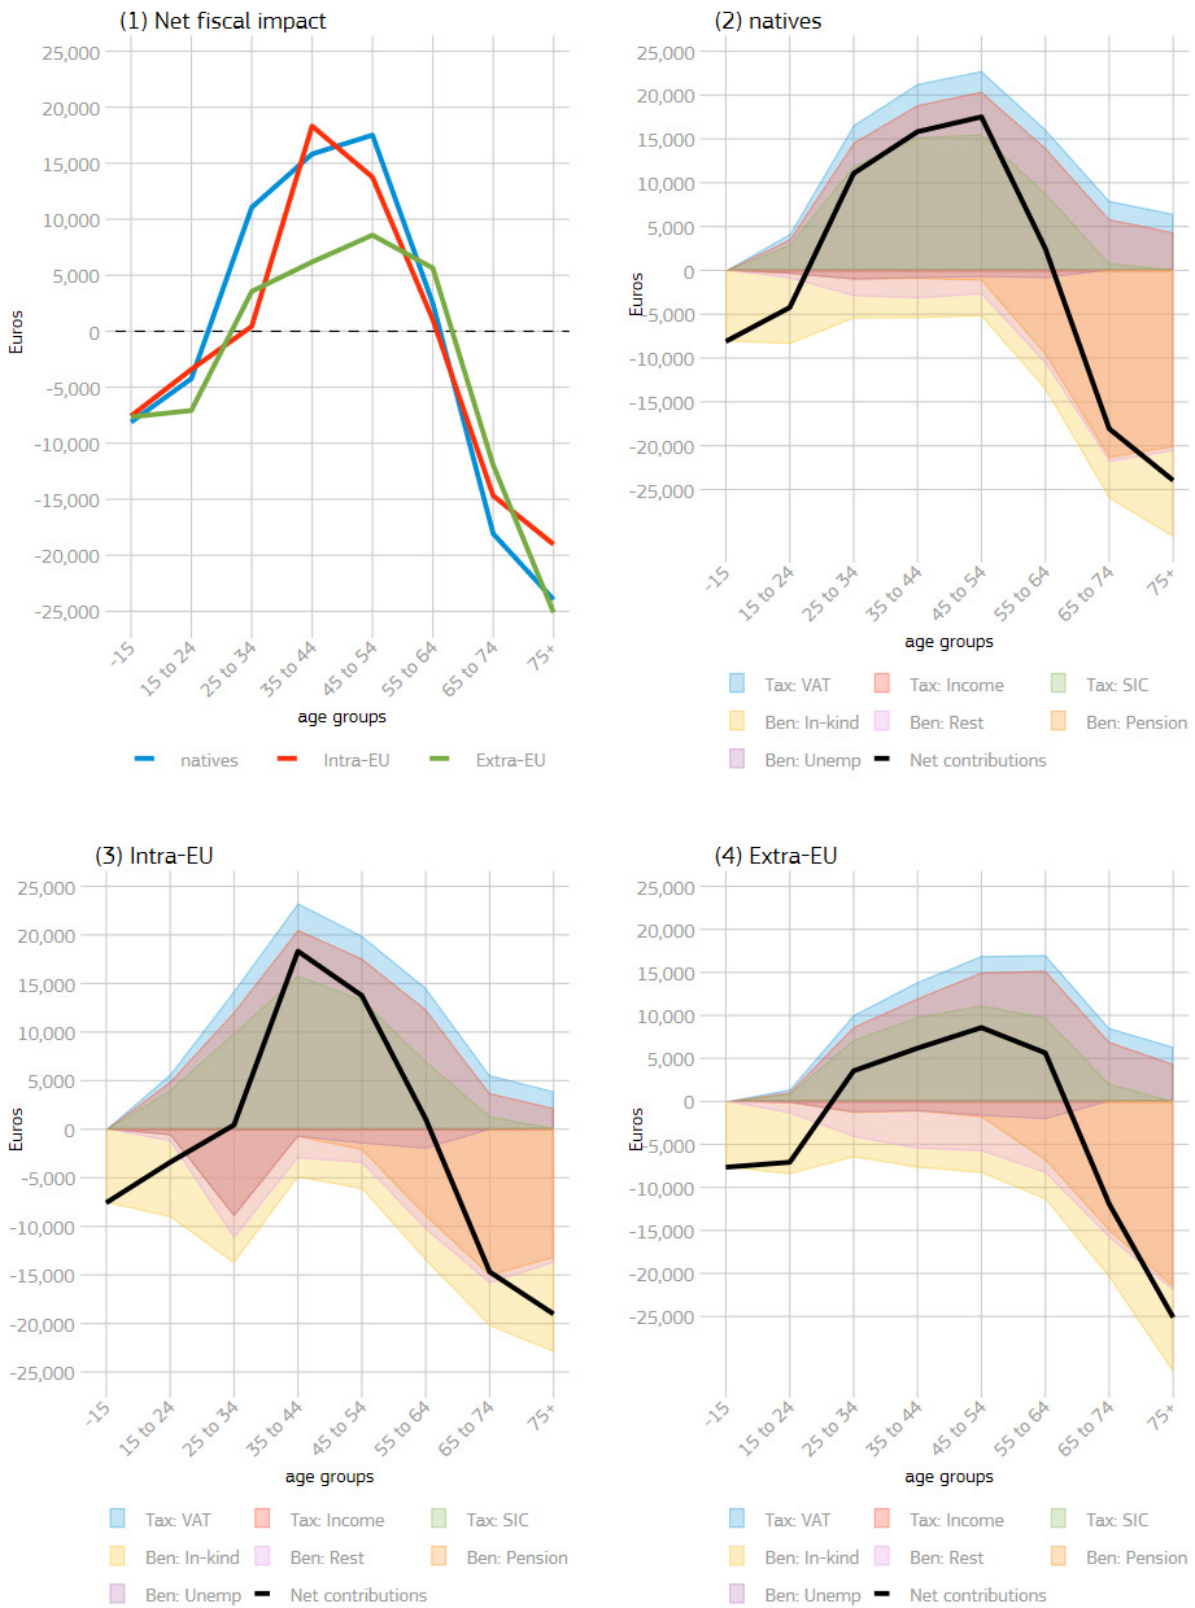 (1) Net fiscal impact
25,000
20,000
15,000
10,000
5,000
0
-5,000
-10,000
-15,000
-20,000
-25,000
Euros
-15
15 to 24
25 to 34
35 to 44
45 to 54
55 to 64
65 to 74
75+
age groups
natives Intra-EU Extra-EU
(2) natives
25,000
20,000
15,000
10,000
5,000
0
-5,000
-10,000
-15,000
-20,000
-25,000
Euros
-15
15 to 24
25 to 34
35 to 44
45 to 54
55 to 64
65 to 74
75+
age groups
Tax: VAT Tax: Income Tax: SIC
Ben: In-kind Ben: Rest Ben: Pension
Ben: Unemp Net contributions
(3) Intra-EU
25,000
20,000
15,000
10,000
5,000
0
-5,000
-10,000
-15,000
-20,000
-25,000
Euros
-15
15 to 24
25 to 34
35 to 44
45 to 54
55 to 64
65 to 74
75+
age groups
Tax: VAT Tax: Income Tax: SIC
Ben: In-kind Ben: Rest Ben: Pension
Ben: Unemp Net contributions
(4) Extra-EU
25,000
20,000
15,000
10,000
5,000
0
-5,000
-10,000
-15,000
-20,000
-25,000
Euros
-15
15 to 24
25 to 34
35 to 44
45 to 54
55 to 64
65 to 74
75+
age groups
Tax: VAT Tax: Income Tax: SIC
Ben: In-kind Ben: Rest Ben: Pension
Ben: Unemp Net contributions